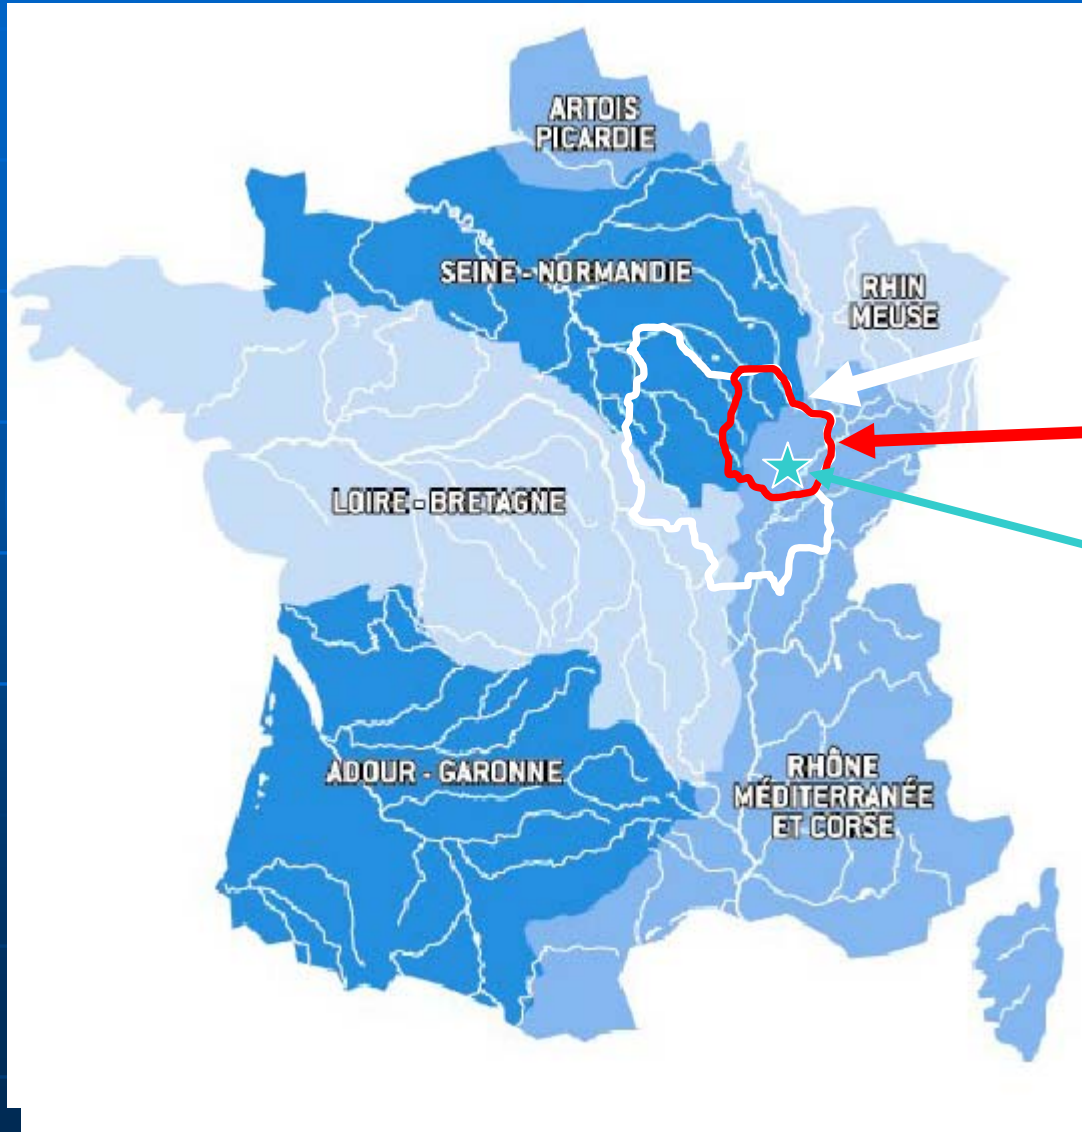 ARTOIS
PICARDIE
SEINE - NORMANDIE
RHIN
MEUSE
LOIRE - BRETAGNE
ADOUR - GARONNE
RHÔNE
MÉDITERRANÉE
ET CORSE